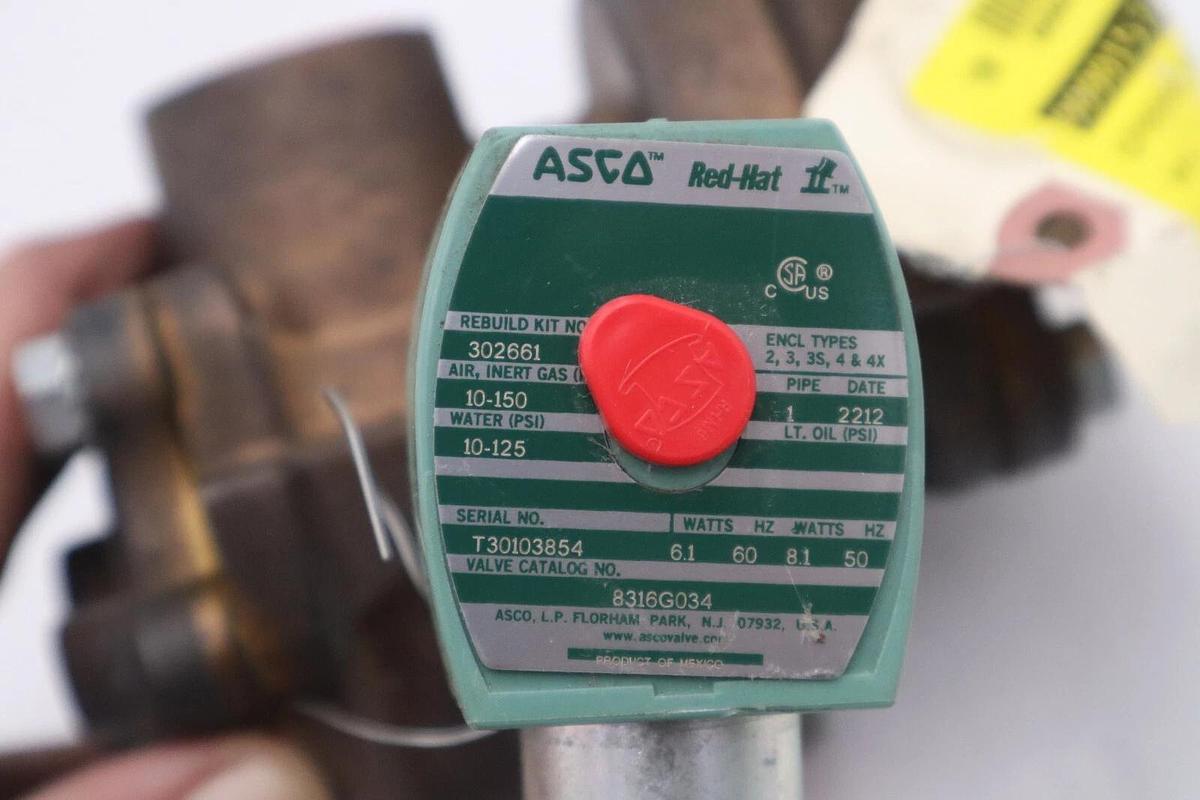 ASCO™ Red-Hat II™
CSA ®
C US
REBUILD KIT NO
302661
ENCL TYPES
2, 3, 3S, 4 & 4X
AIR, INERT GAS (
PIPE DATE
10-150
1 2212
WATER (PSI)
LT. OIL (PSI)
10-125
SERIAL NO.
WATTS HZ WATTS HZ
T30103854
6.1 60 8.1 50
VALVE CATALOG NO.
8316G034
ASCO, L.P. FLORHAM PARK, N.J. 07932, U.S.A.
www.ascovalve.com
PRODUCT OF MEXICO